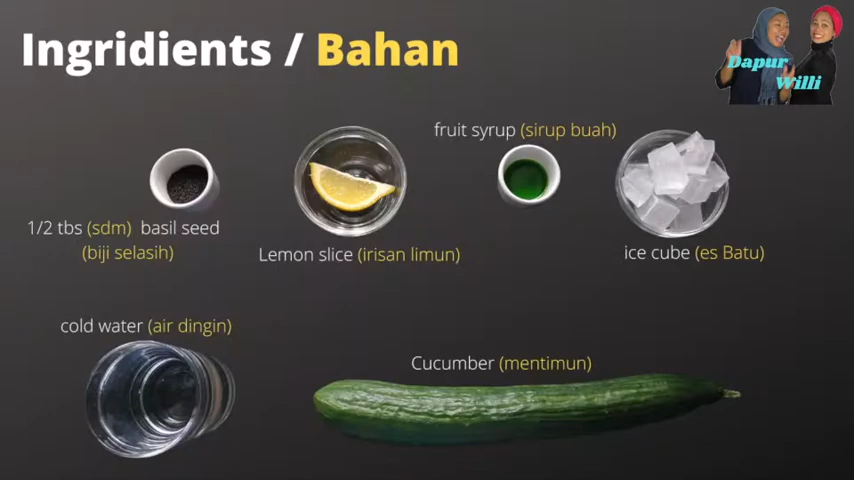 Ingridients / Bahan
Dapur
Willi
fruit syrup (sirup buah)
1/2 tbs (sdm) basil seed
(biji selasih)
Lemon slice (irisan limun)
ice cube (es Batu)
cold water (air dingin)
Cucumber (mentimun)